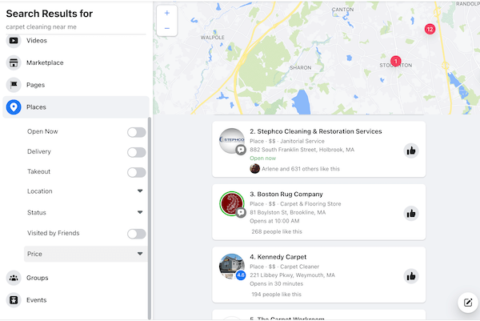 Search Results for
carpet cleaning near me
Videos
Marketplace
Pages
Places
Open Now
Delivery
Takeout
Location
Status
Visited by Friends
Price
Groups
Events
+
−
CANTON
RANDOLP
WALPOLE
SHARON
STOUGHTON
12
1
2. Stephco Cleaning & Restoration Services
Place · $$ · Janitorial Service
682 South Franklin Street, Holbrook, MA
Open now
Arlene and 631 others like this
3. Boston Rug Company
Place · $$ · Carpet & Flooring Store
81 Boylston St, Brookline, MA
Opens at 10:00 AM
266 people like this
4. Kennedy Carpet
Place · $$ · Carpet Cleaner
221 Libbey Pkwy, Weymouth, MA
Opens in 30 minutes
194 people like this
5. The Carpet Workroom